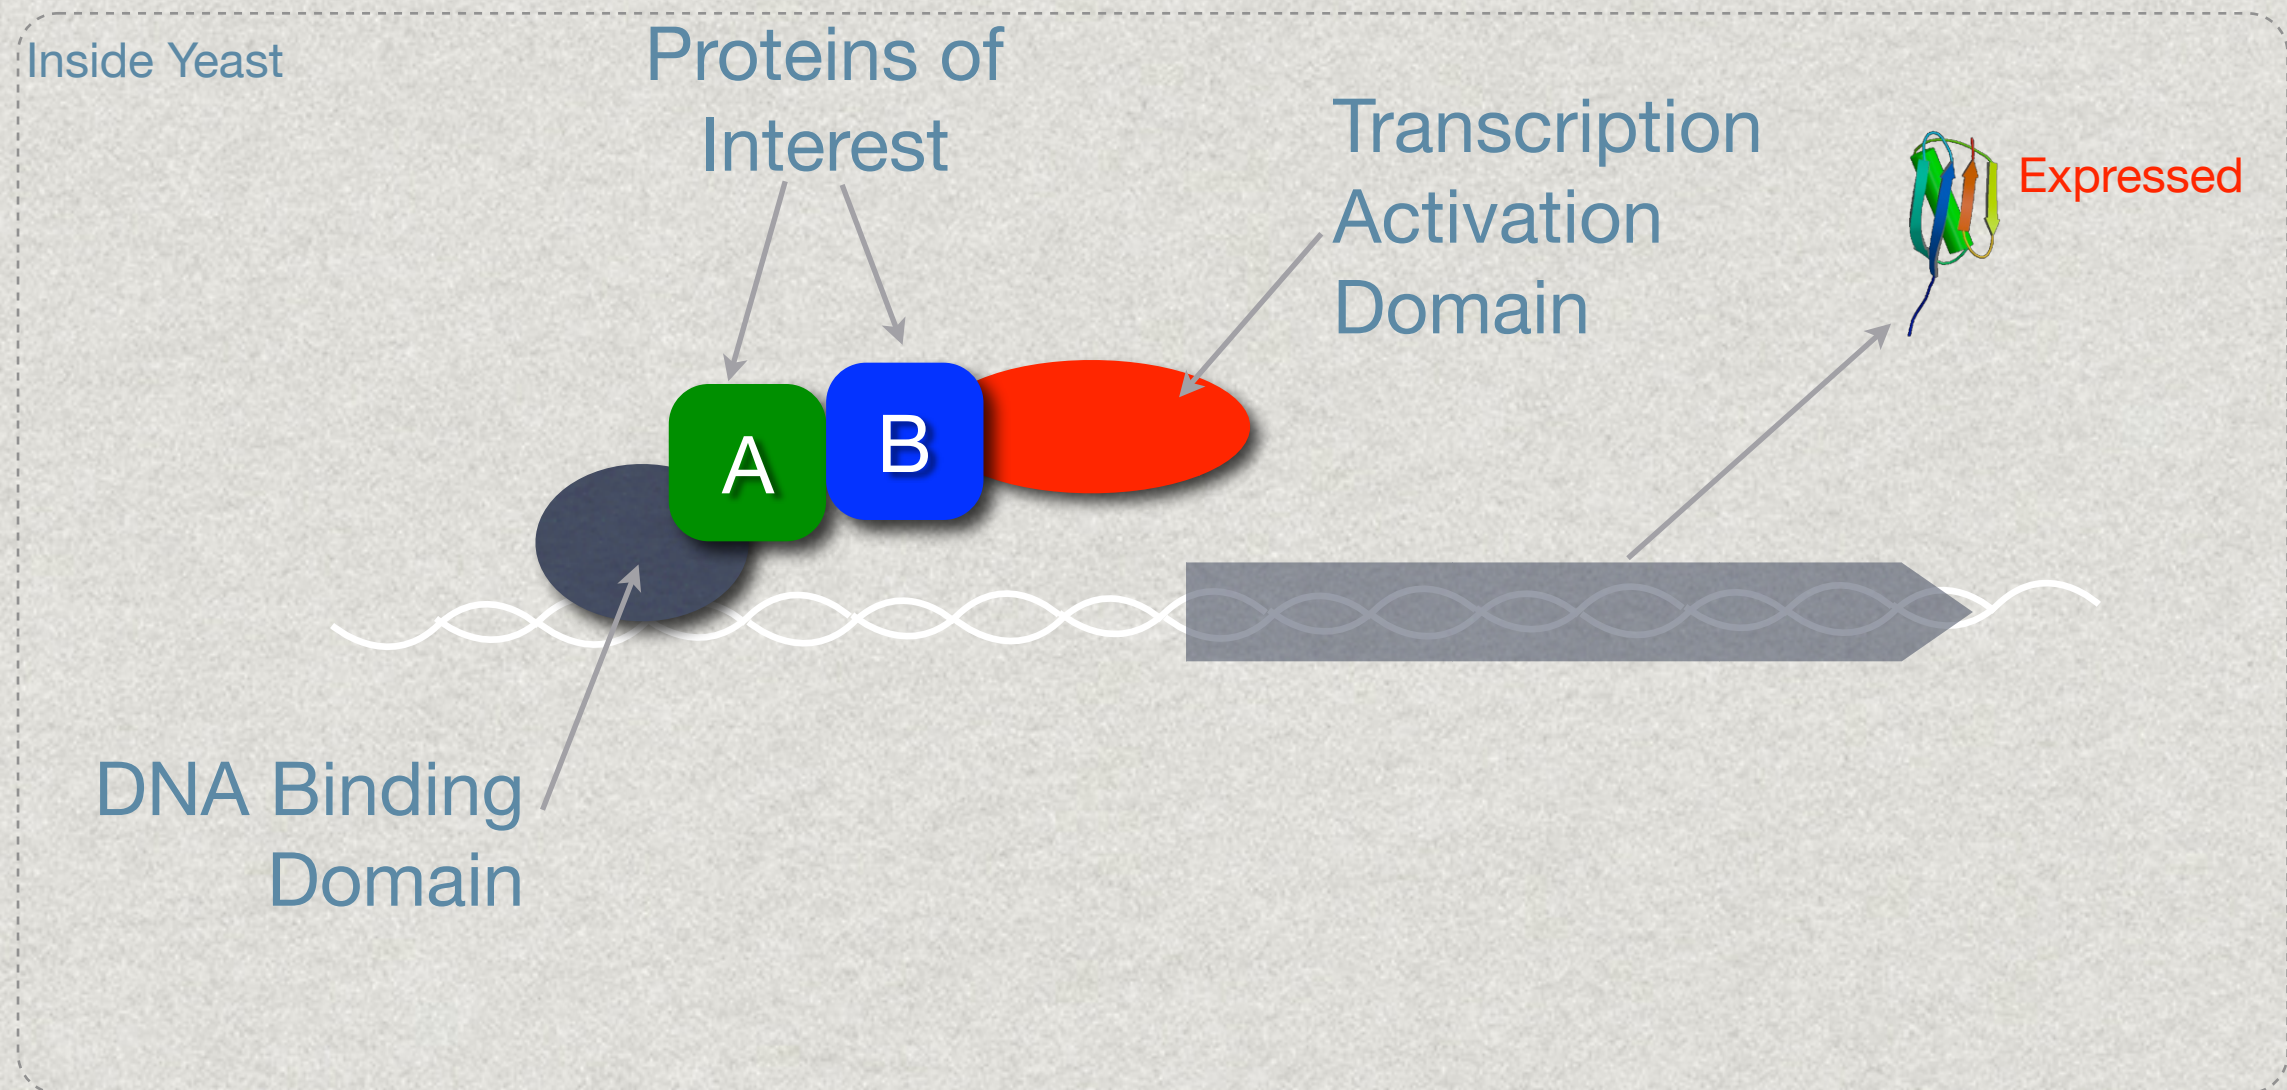 Inside Yeast
Proteins of
Interest
Transcription
Activation
Domain
Expressed
A
B
DNA Binding
Domain